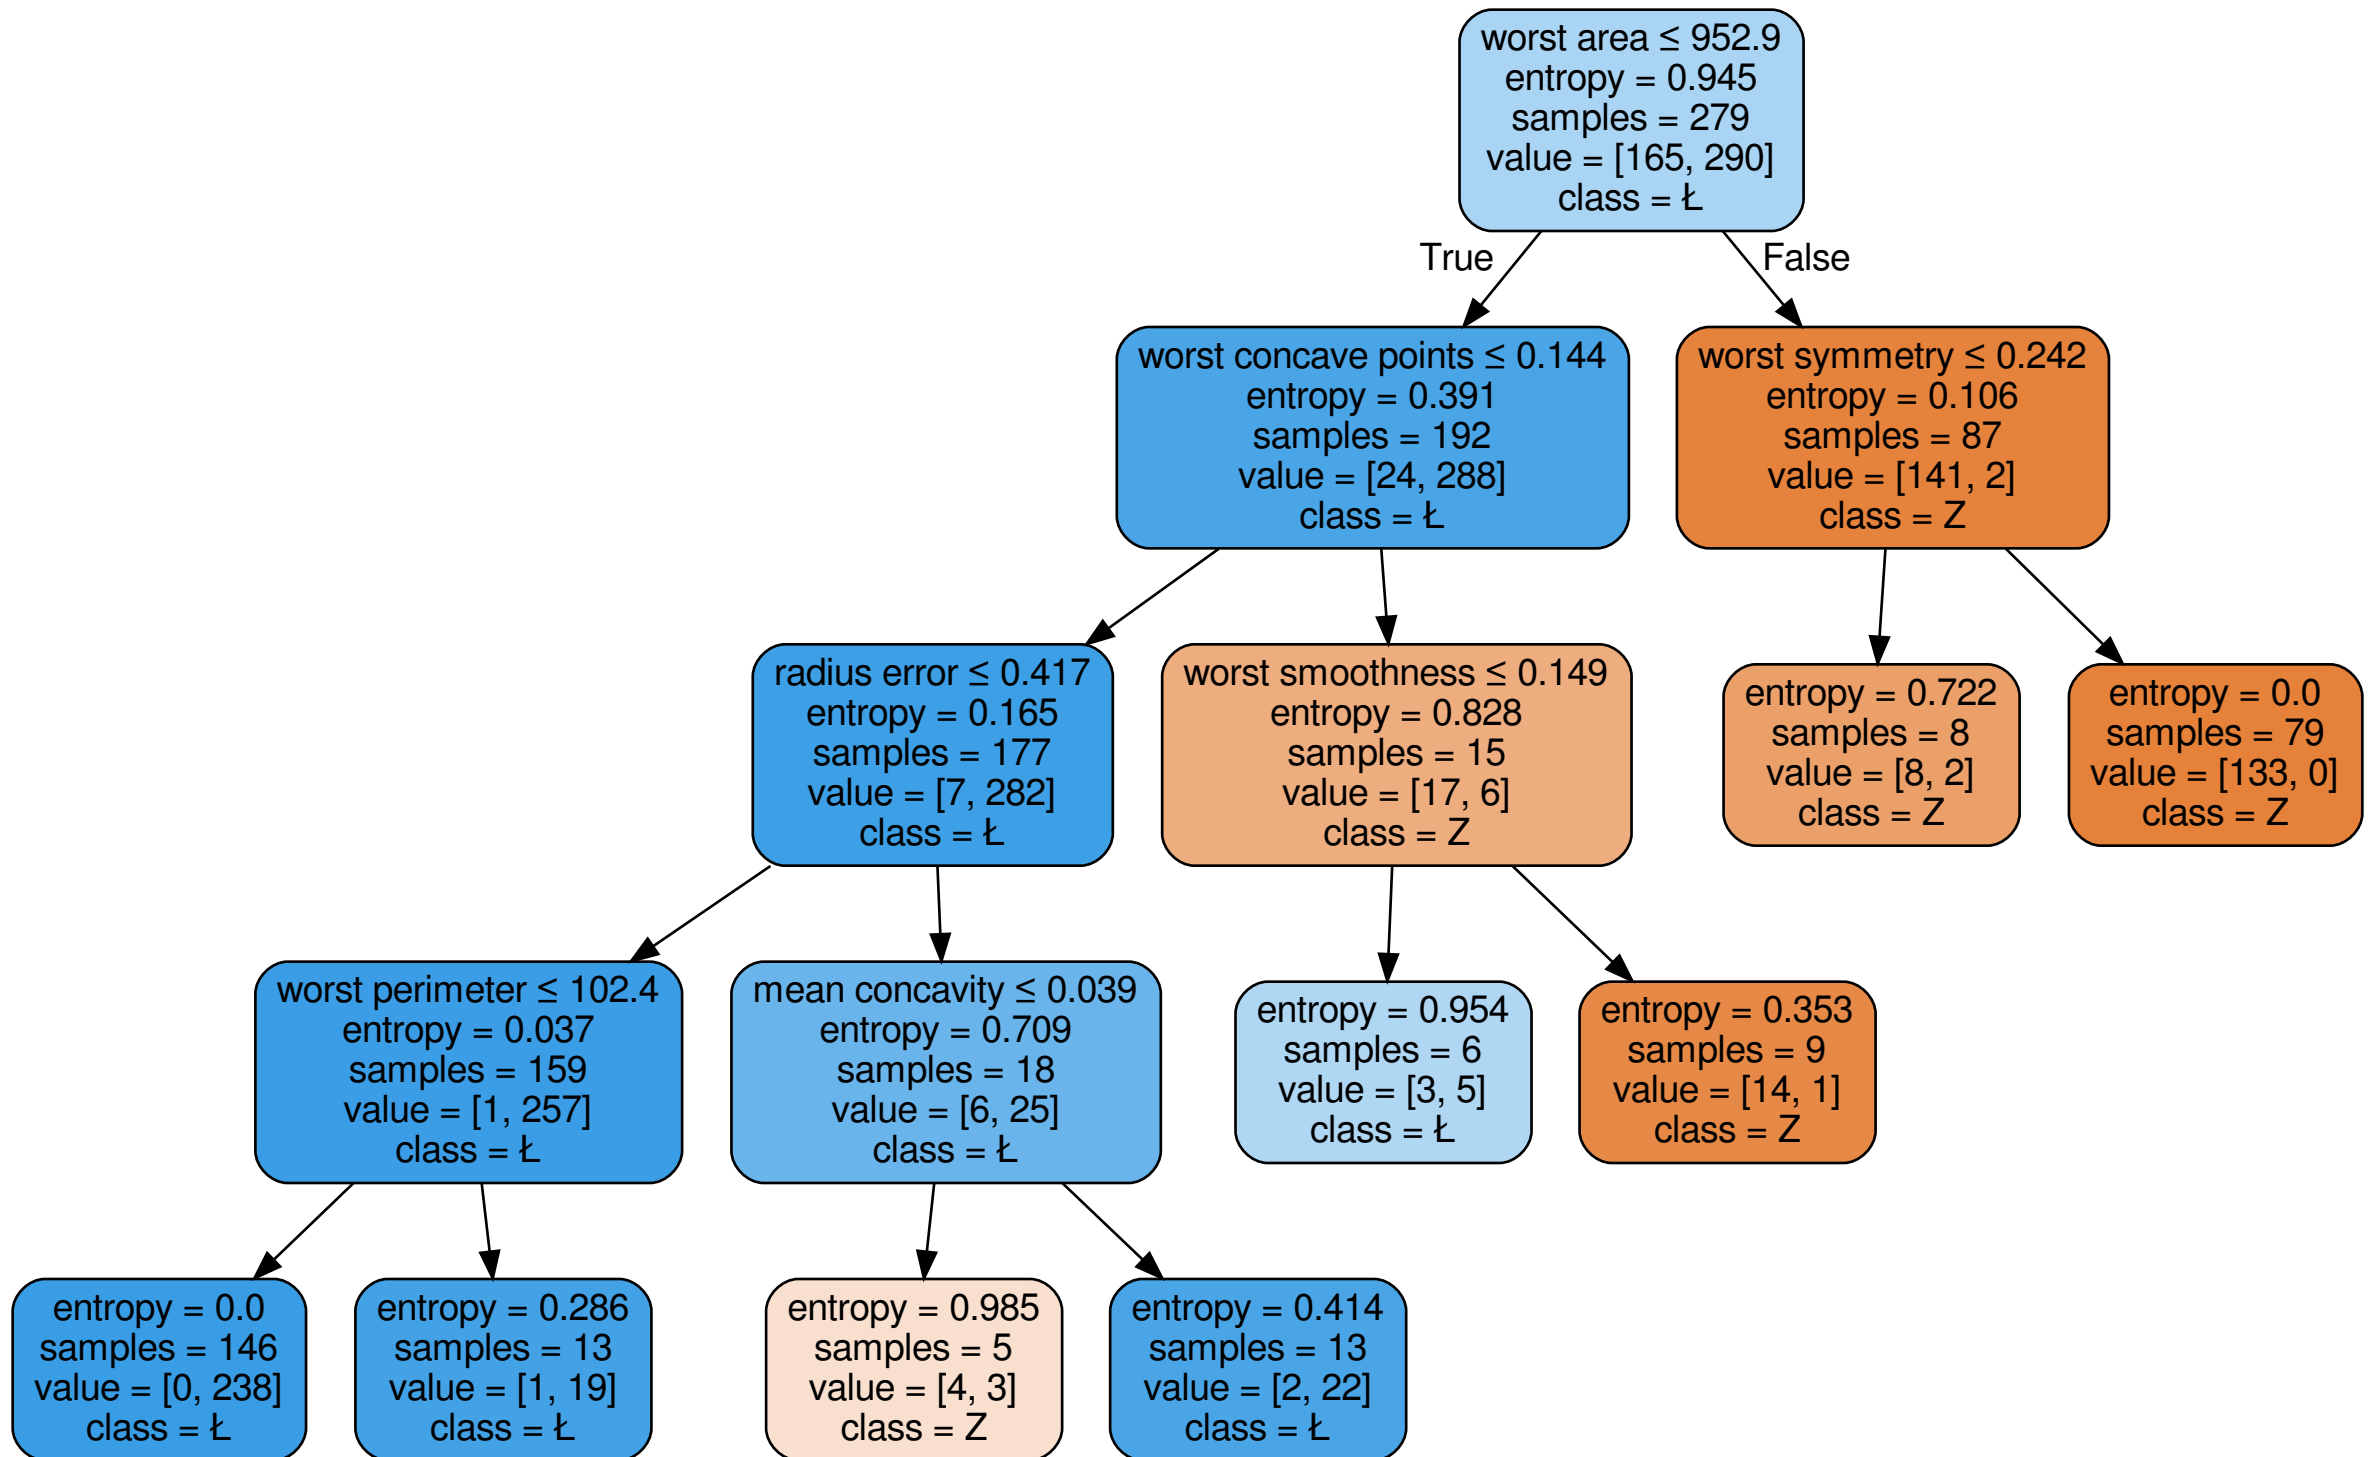 worst area ≤ 952.9
entropy = 0.945
samples = 279
value = [165, 290]
class = Ł
True
False
worst concave points ≤ 0.144
entropy = 0.391
samples = 192
value = [24, 288]
class = Ł
worst symmetry ≤ 0.242
entropy = 0.106
samples = 87
value = [141, 2]
class = Z
radius error ≤ 0.417
entropy = 0.165
samples = 177
value = [7, 282]
class = Ł
worst smoothness ≤ 0.149
entropy = 0.828
samples = 15
value = [17, 6]
class = Z
entropy = 0.722
samples = 8
value = [8, 2]
class = Z
entropy = 0.0
samples = 79
value = [133, 0]
class = Z
worst perimeter ≤ 102.4
entropy = 0.037
samples = 159
value = [1, 257]
class = Ł
mean concavity ≤ 0.039
entropy = 0.709
samples = 18
value = [6, 25]
class = Ł
entropy = 0.954
samples = 6
value = [3, 5]
class = Ł
entropy = 0.353
samples = 9
value = [14, 1]
class = Z
entropy = 0.0
samples = 146
value = [0, 238]
class = Ł
entropy = 0.286
samples = 13
value = [1, 19]
class = Ł
entropy = 0.985
samples = 5
value = [4, 3]
class = Z
entropy = 0.414
samples = 13
value = [2, 22]
class = Ł